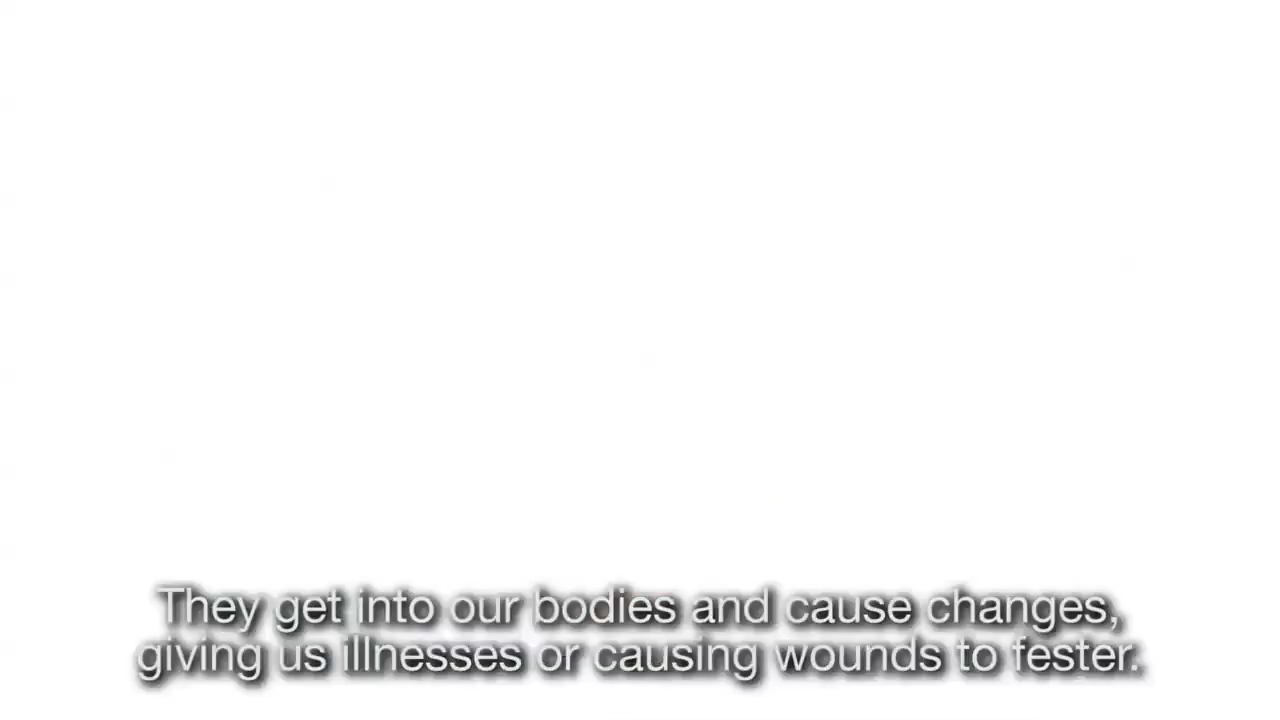 They get into our bodies and cause changes,
giving us illnesses or causing wounds to fester.